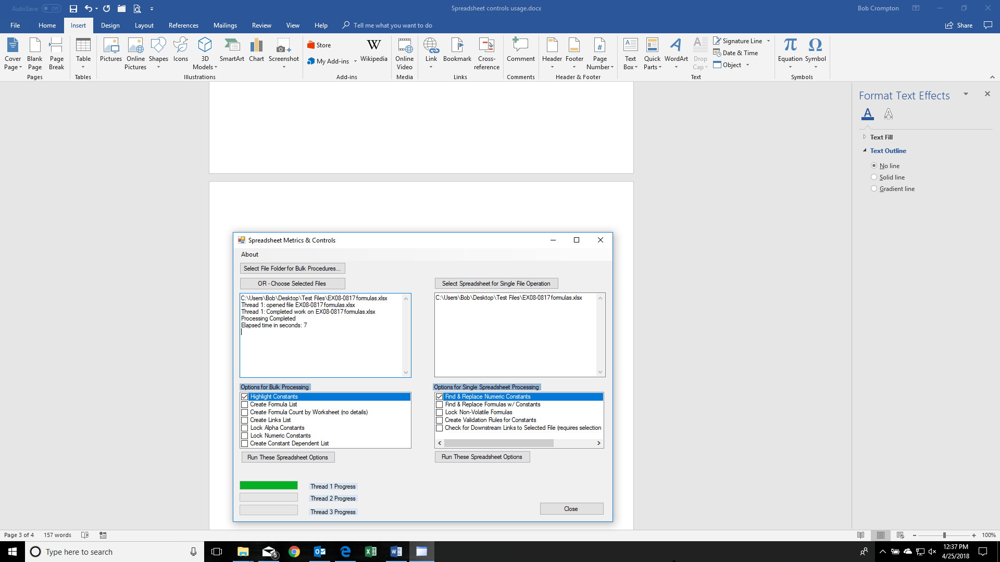 AutoSave Off
Spreadsheet controls usage.docx
Bob Crompton
File Home Insert Design Layout References Mailings Review View Help Tell me what you want to do
Share
Cover Page
Blank Page
Page Break
Pages
Table
Tables
Pictures
Online Pictures
Shapes
Icons
3D Models
SmartArt
Chart
Screenshot
Illustrations
Store
My Add-ins
Wikipedia
W
Add-ins
Online Video
Media
Link
Bookmark
Cross-reference
Links
Comment
Comments
Header
Footer
Page Number
#
Header & Footer
Text Box
Quick Parts
WordArt
Drop Cap
Signature Line
Date & Time
Object
Text
π
Equation
Ω
Symbol
Symbols
Format Text Effects
A A
Text Fill
Text Outline
No line
Solid line
Gradient line
Spreadsheet Metrics & Controls
About
Select File Folder for Bulk Procedures...
OR - Choose Selected Files
C:\Users\Bob\Desktop\Test Files\EX08-0817 formulas.xlsx
Thread 1: opened file EX08-0817 formulas.xlsx
Thread 1: Completed work on EX08-0817 formulas.xlsx
Processing Completed
Elapsed time in seconds: 7
Select Spreadsheet for Single File Operation
C:\Users\Bob\Desktop\Test Files\EX08-0817 formulas.xlsx
Options for Bulk Processing
Highlight Constants
Create Formula List
Create Formula Count by Worksheet (no details)
Create Links List
Lock Alpha Constants
Lock Numeric Constants
Create Constant Dependent List
Run These Spreadsheet Options
Options for Single Spreadsheet Processing
Find & Replace Numeric Constants
Find & Replace Formulas w/ Constants
Lock Non-Volatile Formulas
Create Validation Rules for Constants
Check for Downstream Links to Selected File (requires selection
Run These Spreadsheet Options
Thread 1 Progress
Thread 2 Progress
Thread 3 Progress
Close
Page 3 of 4 157 words
100%
Type here to search
5
12:37 PM
4/25/2018